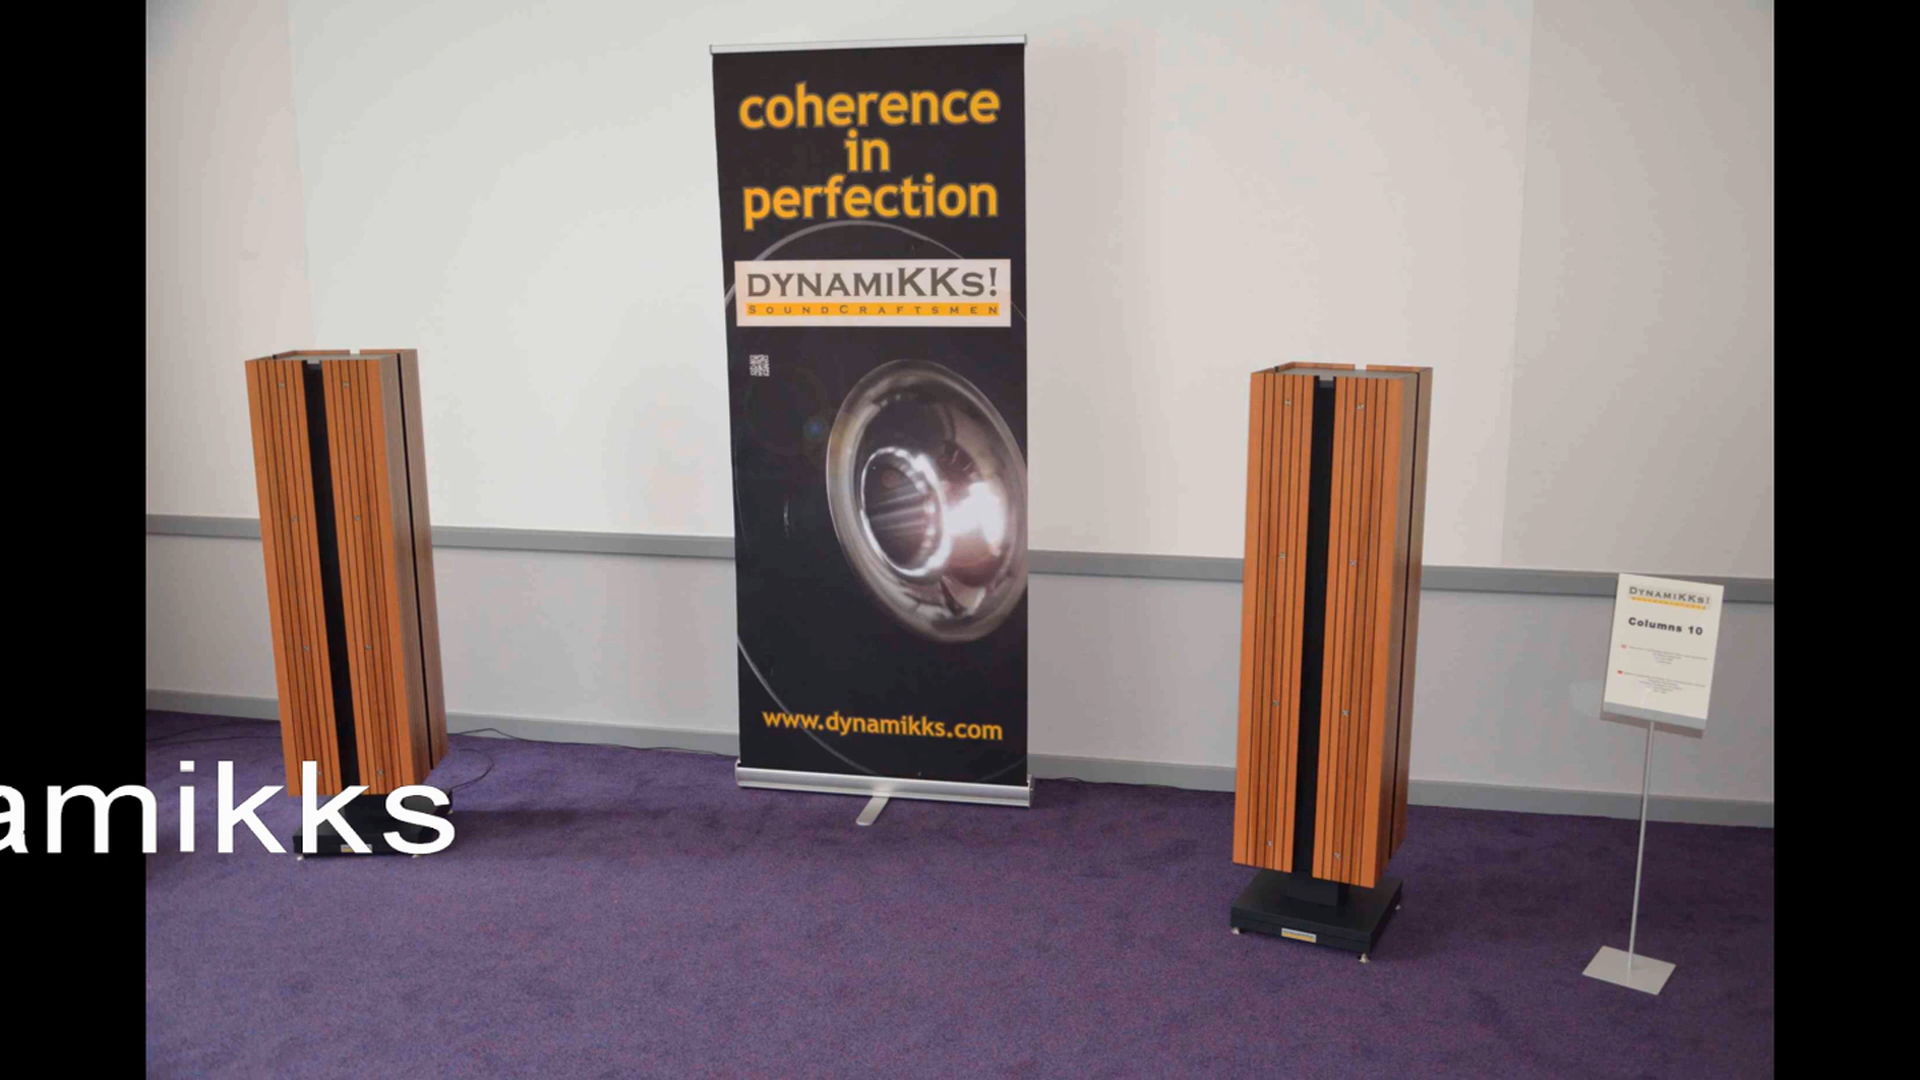 coherence
in
perfection
DYNAMIKKS!
SOUNDCRAFTSMEN
www.dynamikks.com
DYNAMIKKS!
Columns 10
amikks